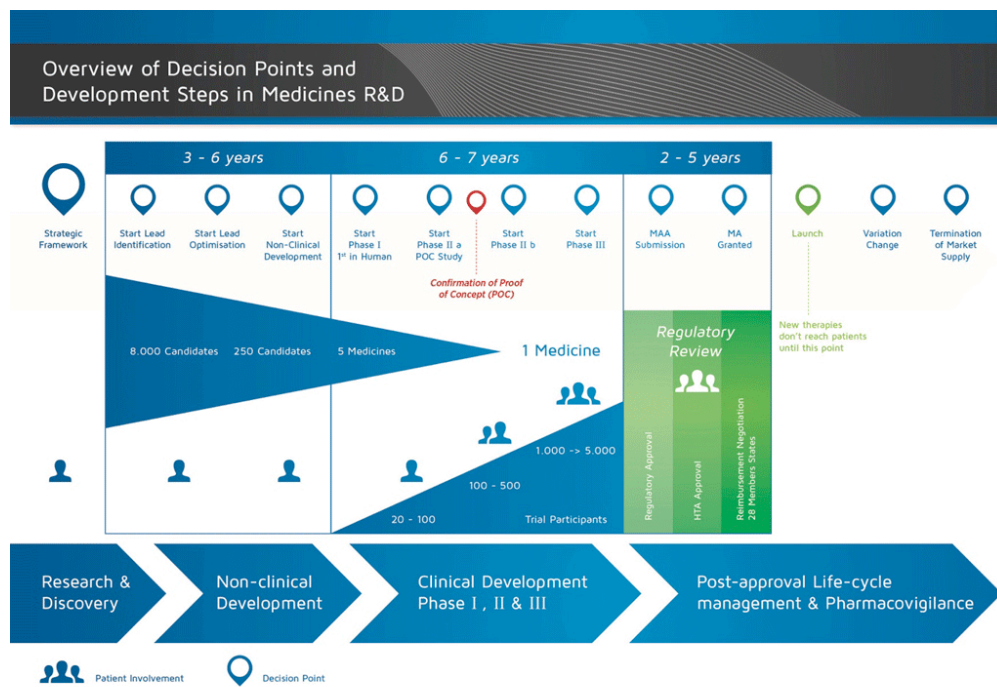 Overview of Decision Points and
Development Steps in Medicines R&D
3 - 6 years
6 - 7 years
2 - 5 years
Strategic
Framework
Start Lead
Identification
Start Lead
Optimisation
Start
Non-Clinical
Development
Start
Phase I
1st in Human
Start
Phase II a
POC Study
Start
Phase II b
Start
Phase III
MAA
Submission
MA
Granted
Launch
Variation
Change
Termination
of Market
Supply
Confirmation of Proof
of Concept (POC)
New therapies
don't reach patients
until this point
8.000 Candidates
250 Candidates
5 Medicines
1 Medicine
Regulatory
Review
Regulatory Approval
HTA Approval
Reimbursement Negotiation
28 Members States
1.000 -> 5.000
100 - 500
20 - 100
Trial Participants
Research &
Discovery
Non-clinical
Development
Clinical Development
Phase I , II & III
Post-approval Life-cycle
management & Pharmacovigilance
Patient Involvement
Decision Point